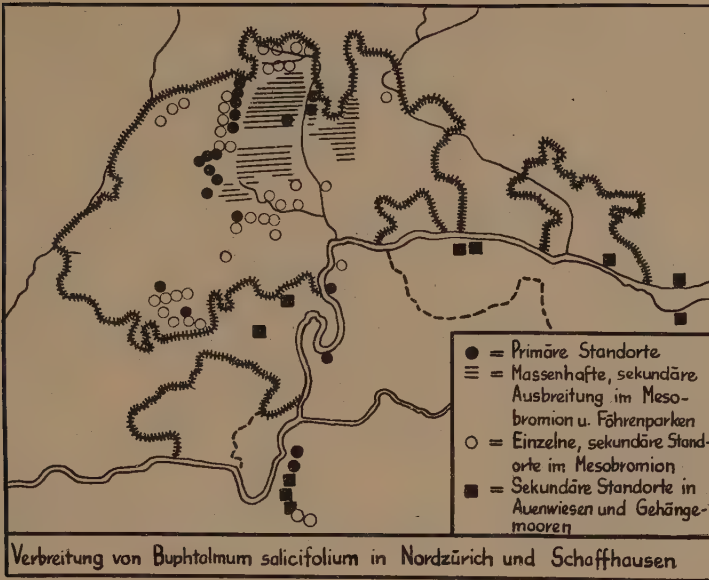 = Primäre Standorte
= Massenhafte, sekundäre
Ausbreitung im Meso-
bromion u. Föhrenparken
= Einzelne, sekundäre Stand-
orte im Mesobromion
= Sekundäre Standorte in
Auenwiesen und Gehänge-
mooren
Verbreitung von Buphtalmum salicifolium in Nordzürich und Schaffhausen